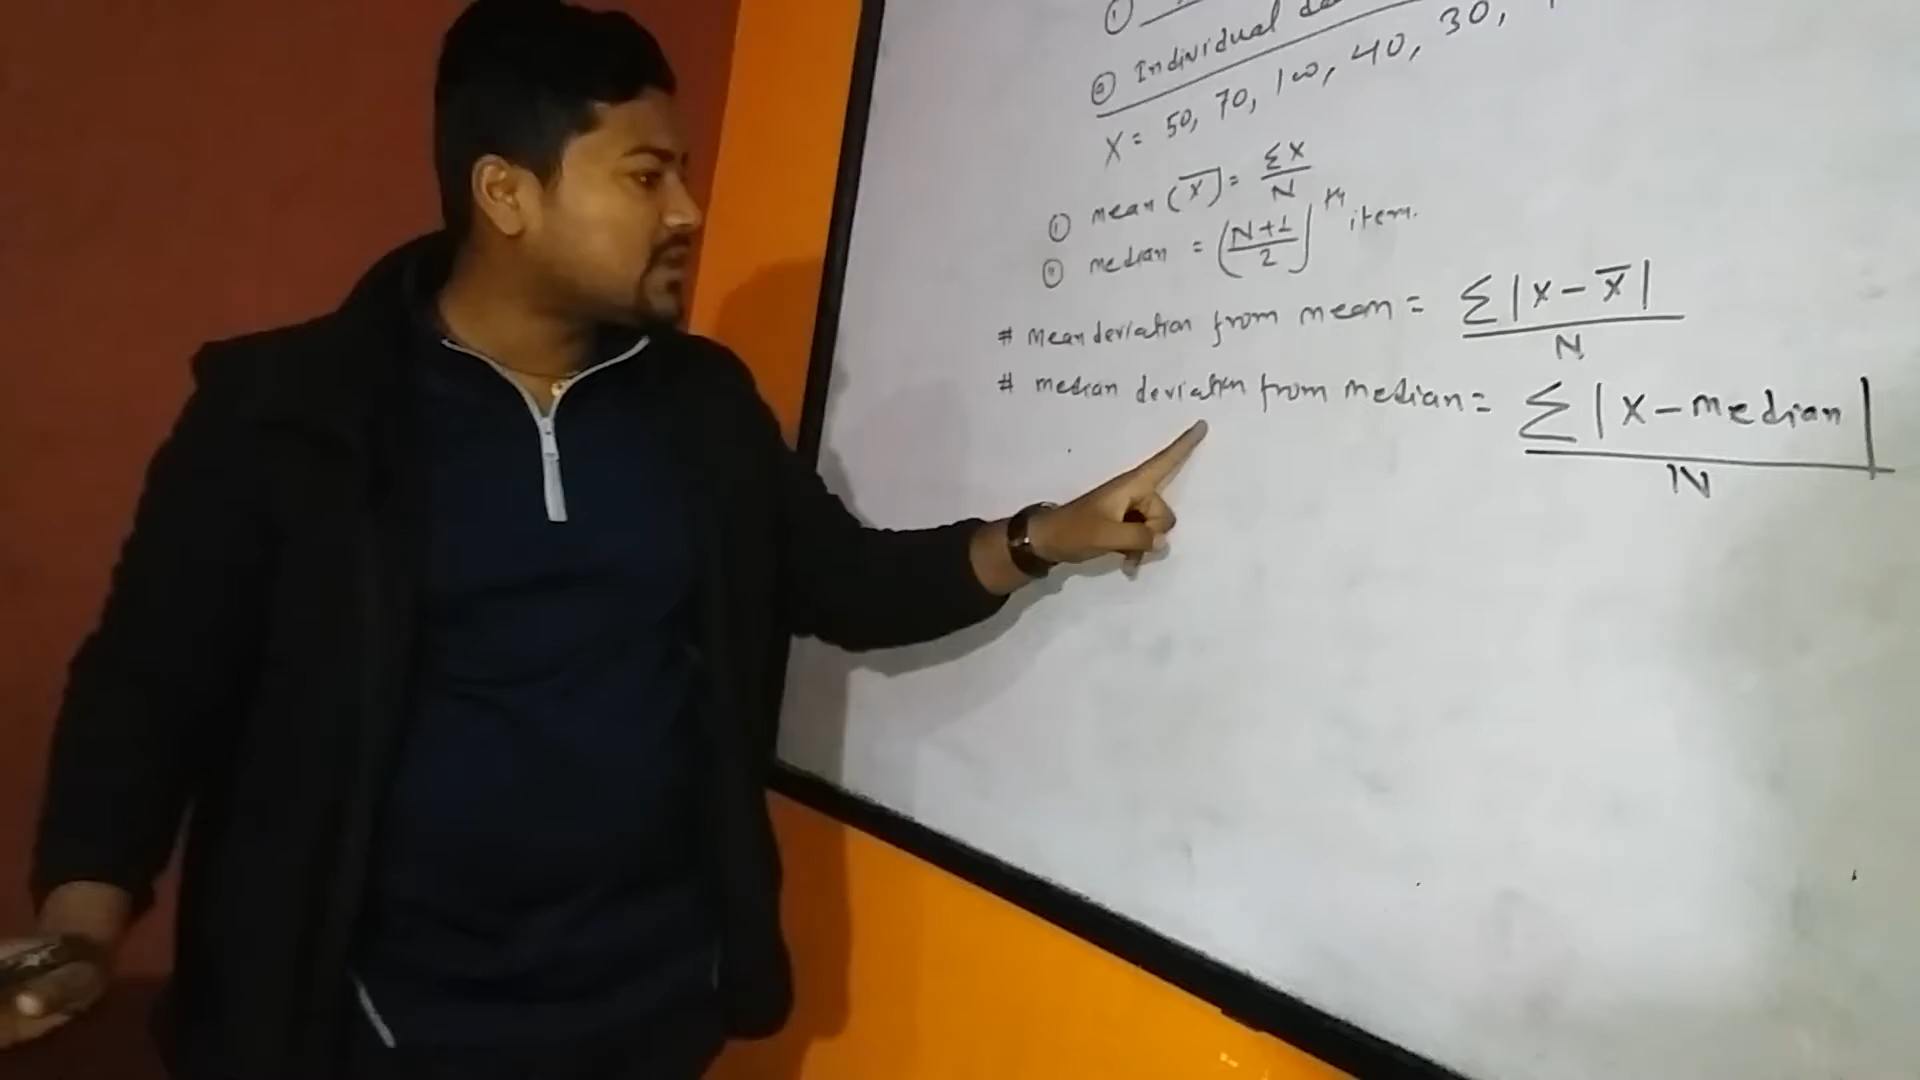 ①
② Individual
X = 50, 70, 100, 40, 30,
① mean (X̅) = ΣX / N
② median = (N+1 / 2)th item.
# Mean deviation from mean = Σ|X - X̅| / N
# median deviation from median = Σ|X - median| / N